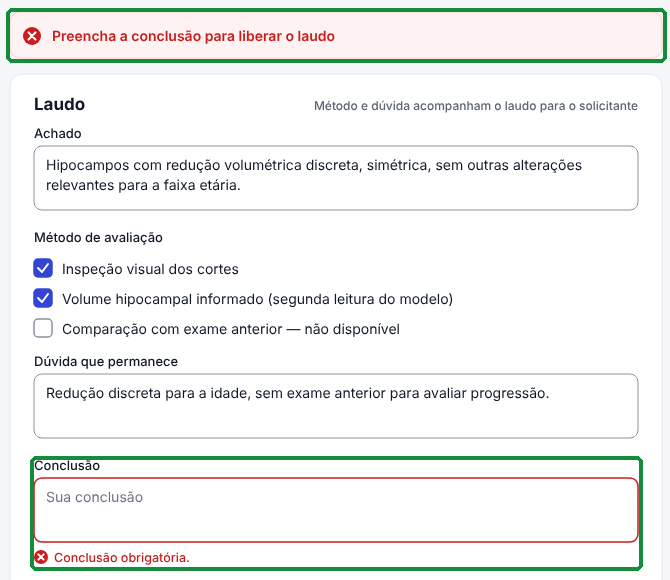 Preencha a conclusão para liberar o laudo
Laudo
Método e dúvida acompanham o laudo para o solicitante
Achado
Hipocampos com redução volumétrica discreta, simétrica, sem outras alterações
relevantes para a faixa etária.
Método de avaliação
Inspeção visual dos cortes
Volume hipocampal informado (segunda leitura do modelo)
Comparação com exame anterior — não disponível
Dúvida que permanece
Redução discreta para a idade, sem exame anterior para avaliar progressão.
Conclusão
Sua conclusão
Conclusão obrigatória.